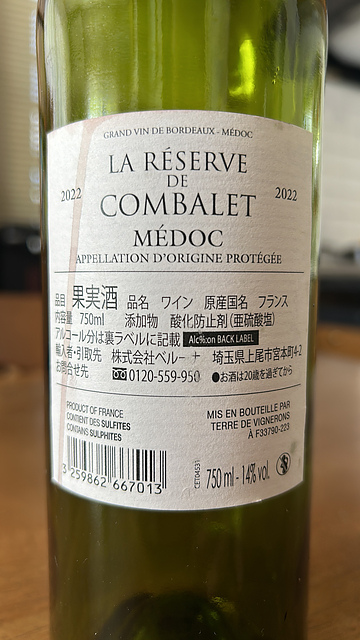 GRAND VIN DE BORDEAUX - MÉDOC
LA RÉSERVE
DE
2022 COMBALET 2022
MÉDOC
APPELLATION D'ORIGINE PROTÉGÉE
品目 果実酒 品名 ワイン 原産国名 フランス
内容量 750ml 添加物 酸化防止剤(亜硫酸塩)
アルコール分は裏ラベルに記載 Alc%:on BACK LABEL
輸入者・引取先 株式会社ベルーナ 埼玉県上尾市宮本町4-2
お問合せ先 0120-559-950 ●お酒は20歳を過ぎてから
PRODUCT OF FRANCE
CONTIENT DES SULFITES
CONTAINS SULPHITES
MIS EN BOUTEILLE PAR
TERRE DE VIGNERONS
À F33790-223
3 259862 667013
CET04531
750 ml - 14% vol.